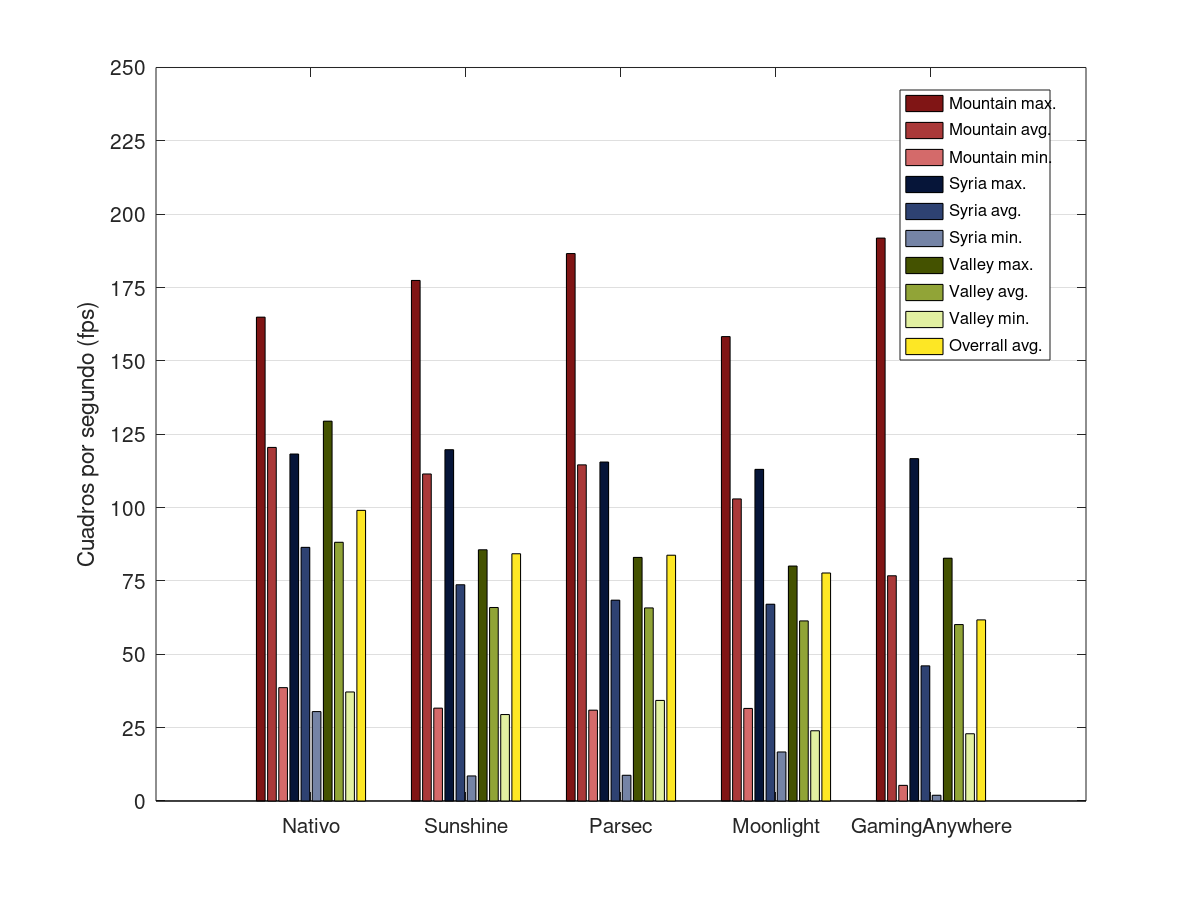 250
225
200
175
150
125
100
75
50
25
0
Cuadros por segundo (fps)
Mountain max.
Mountain avg.
Mountain min.
Syria max.
Syria avg.
Syria min.
Valley max.
Valley avg.
Valley min.
Overrall avg.
Nativo Sunshine Parsec Moonlight GamingAnywhere